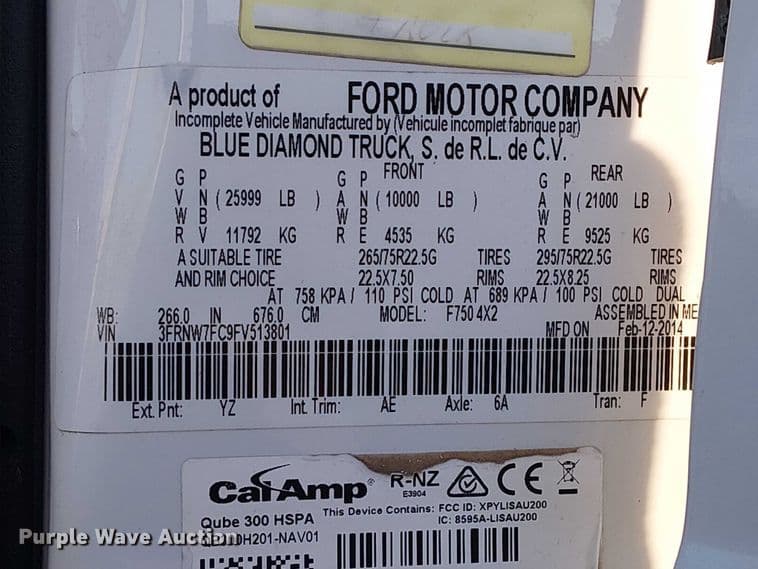 A product of FORD MOTOR COMPANY
Incomplete Vehicle Manufactured by (Vehicule incomplet fabrique par)
BLUE DIAMOND TRUCK, S. de R.L. de C.V.
FRONT REAR
G P G P G P
V N ( 25999 LB ) A N ( 10000 LB ) A N ( 21000 LB )
W B W B W B
R V 11792 KG R E 4535 KG R E 9525 KG
A SUITABLE TIRE 265/75R22.5G TIRES 295/75R22.5G TIRES
AND RIM CHOICE 22.5X7.50 RIMS 22.5X8.25 RIMS
AT 758 KPA / 110 PSI COLD AT 689 KPA / 100 PSI COLD DUAL
WB: 266.0 IN 676.0 CM MODEL: F750 4X2 ASSEMBLED IN ME
VIN 3FRNW7FC9FV513801 MFD ON Feb-12-2014
Ext. Pnt: YZ Int. Trim: AE Axle: 6A Tran: F
CalAmp R-NZ CE
E3904
Qube 300 HSPA This Device Contains: FCC ID: XPYLISAU200
IC: 8595A-LISAU200
H201-NAV01
Purple Wave Auction